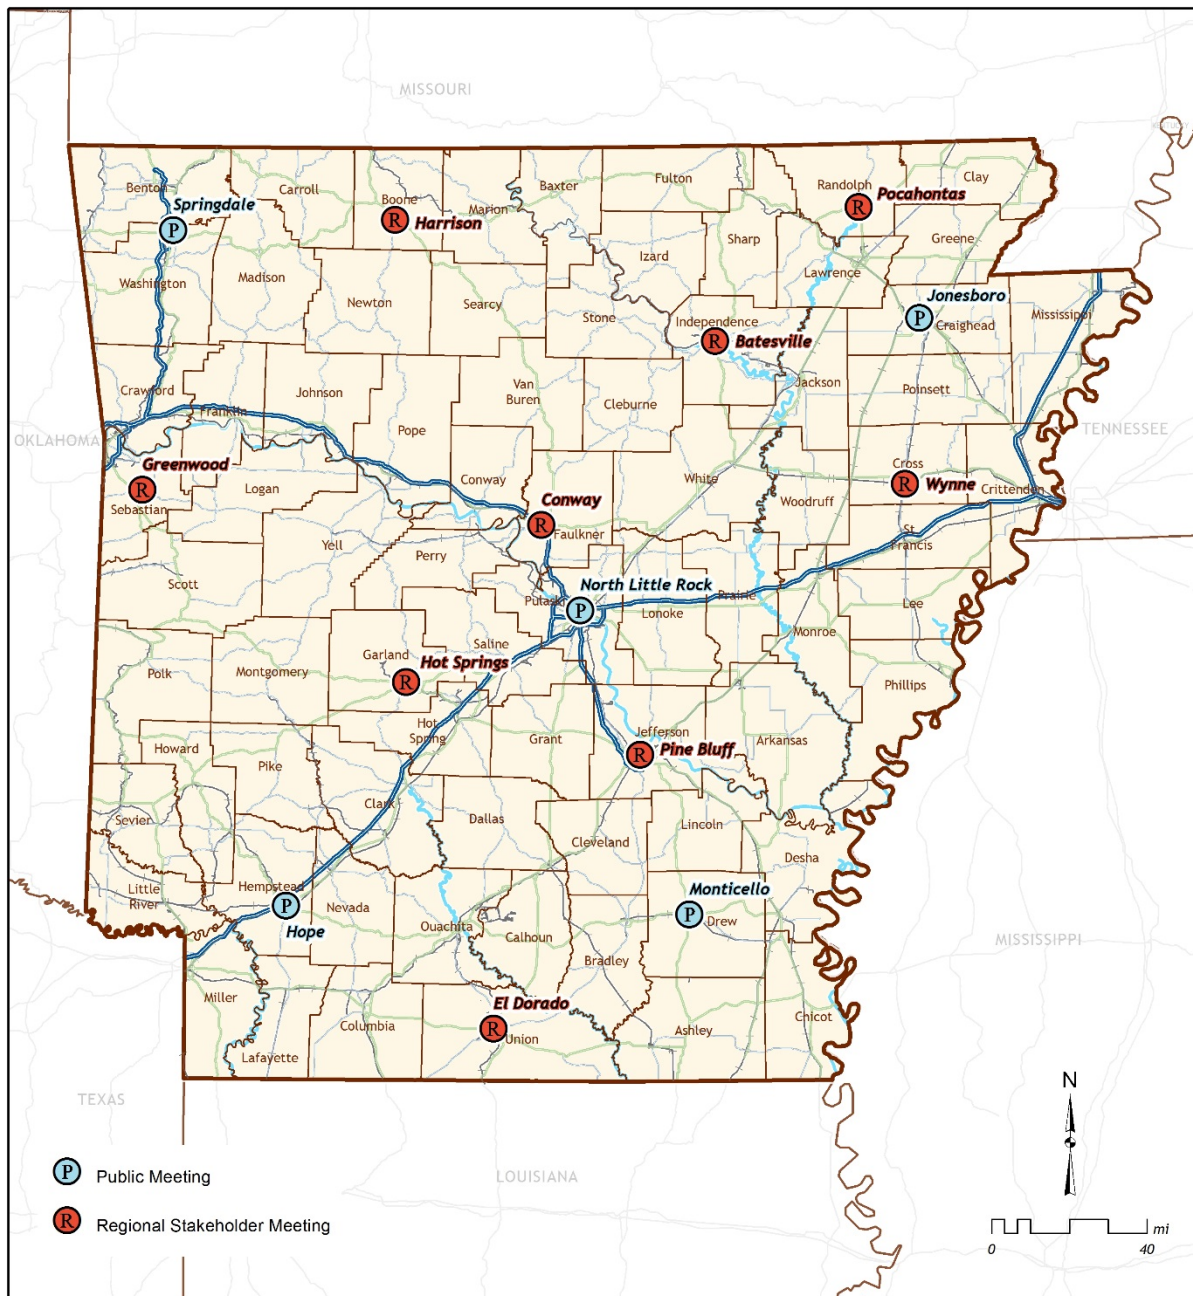 MISSOURI
KENTUCKY
Benton
Springdale
P
Carroll
Boone
R
Harrison
Marion
Baxter
Fulton
Randolph
R
Pocahontas
Clay
Greene
Sharp
Izard
Lawrence
Washington
Madison
Newton
Searcy
Stone
Independence
R
Batesville
Jonesboro
P
Craighead
Mississippi
Crawford
Franklin
Johnson
Van
Buren
Cleburne
Jackson
Poinsett
OKLAHOMA
Pope
TENNESSEE
Greenwood
R
Sebastian
Logan
Conway
White
Woodruff
Cross
R
Wynne
Crittenden
Conway
R
Faulkner
St
Francis
Yell
Perry
Scott
North Little Rock
P
Pulaski
Lonoke
Prairie
Lee
Monroe
Saline
Garland
Hot Springs
R
Polk
Montgomery
Phillips
Hot
Spring
Grant
Jefferson
R
Pine Bluff
Arkansas
Howard
Pike
Clark
Dallas
Sevier
Cleveland
Lincoln
Desha
Little
River
Hempstead
P
Hope
Nevada
Ouachita
Calhoun
Monticello
P
Drew
Bradley
MISSISSIPPI
Miller
Columbia
El Dorado
R
Union
Ashley
Chicot
Lafayette
TEXAS
LOUISIANA
N
P Public Meeting
R Regional Stakeholder Meeting
mi
0 40